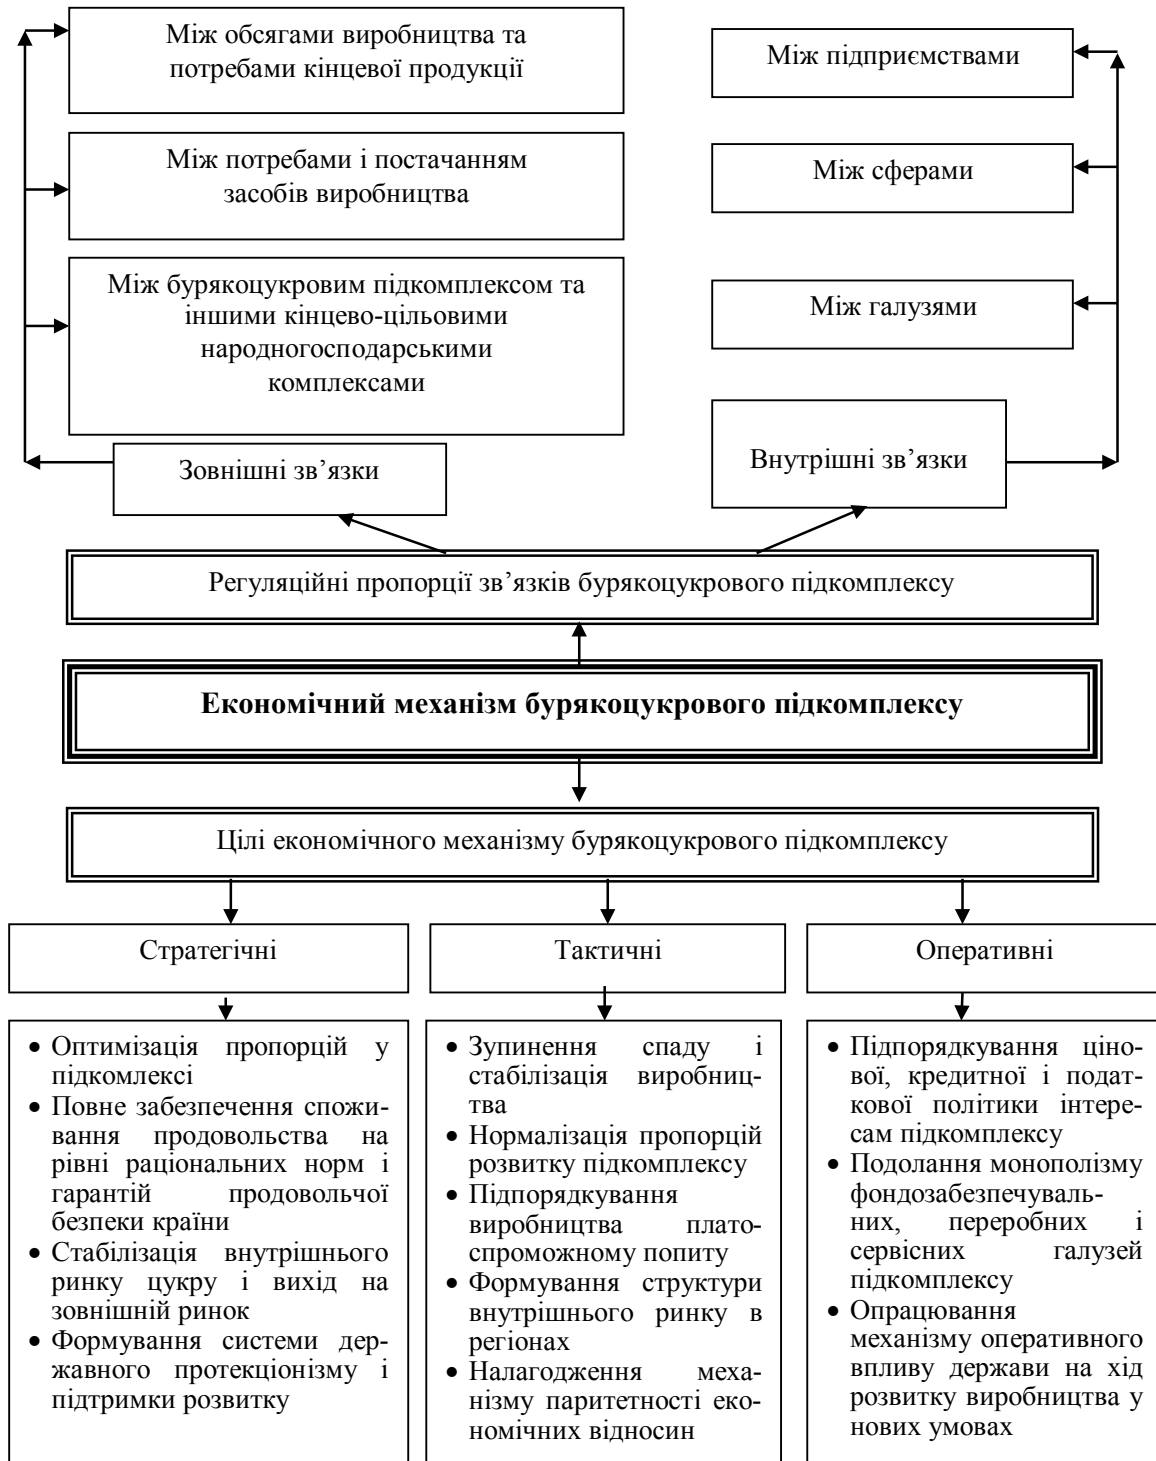 Між обсягами виробництва та
потребами кінцевої продукції
Між потребами і постачанням
засобів виробництва
Між бурякоцукровим підкомплексом та
іншими кінцево-цільовими
народногосподарськими
комплексами
Зовнішні зв’язки
Між підприємствами
Між сферами
Між галузями
Внутрішні зв’язки
Регуляційні пропорції зв’язків бурякоцукрового підкомплексу
Економічний механізм бурякоцукрового підкомплексу
Цілі економічного механізму бурякоцукрового підкомплексу
Стратегічні
• Оптимізація пропорцій у
підкомлексі
• Повне забезпечення спожи-
вання продовольства на
рівні раціональних норм і
гарантій продовольчої
безпеки країни
• Стабілізація внутрішнього
ринку цукру і вихід на
зовнішній ринок
• Формування системи дер-
жавного протекціонізму і
підтримки розвитку
Тактичні
• Зупинення спаду і
стабілізація виробниц-
тва
• Нормалізація пропорцій
розвитку підкомплексу
• Підпорядкування
виробництва плато-
спроможному попиту
• Формування структури
внутрішнього ринку в
регіонах
• Налагодження меха-
нізму паритетності еко-
номічних відносин
Оперативні
• Підпорядкування ціно-
вої, кредитної і подат-
кової політики інтере-
сам підкомплексу
• Подолання монополізму
фондозабезпечуваль-
них, переробних і
сервісних галузей
підкомплексу
• Опрацювання
механізму оперативного
впливу держави на хід
розвитку виробництва у
нових умовах